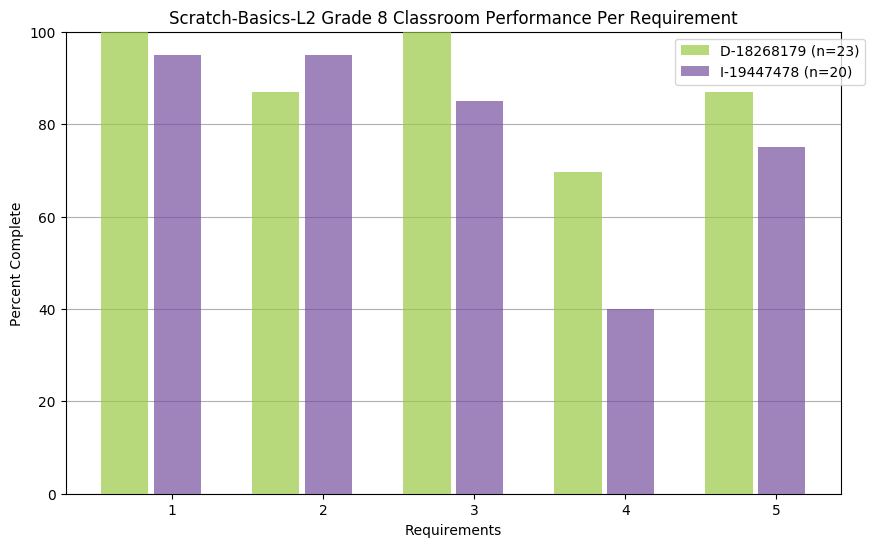 Scratch-Basics-L2 Grade 8 Classroom Performance Per Requirement
D-18268179 (n=23)
I-19447478 (n=20)
Percent Complete
100
80
60
40
20
0
1 2 3 4 5
Requirements